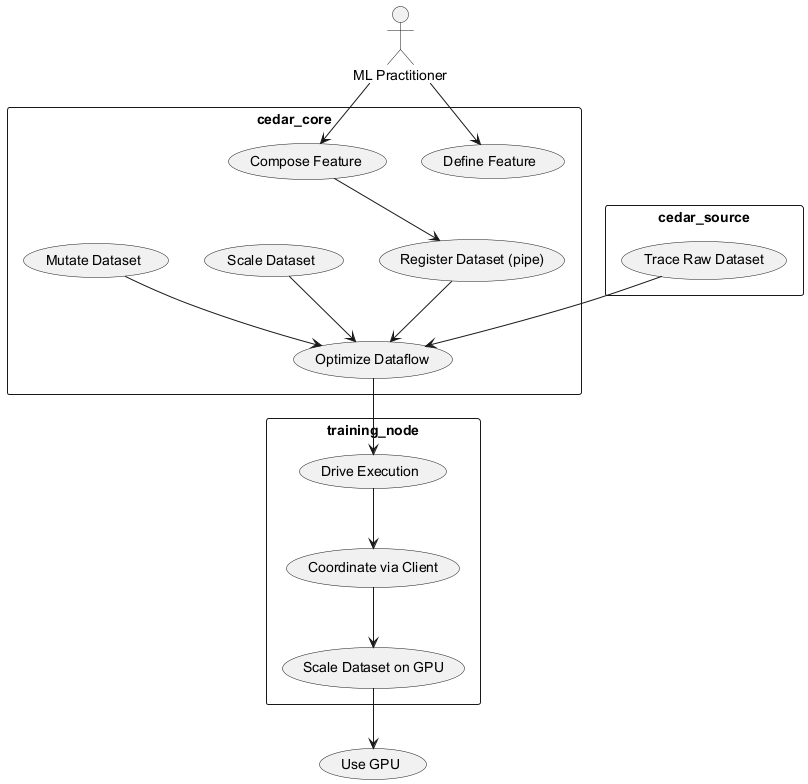 ML Practitioner
cedar_core
Compose Feature
Define Feature
cedar_source
Mutate Dataset
Scale Dataset
Register Dataset (pipe)
Trace Raw Dataset
Optimize Dataflow
training_node
Drive Execution
Coordinate via Client
Scale Dataset on GPU
Use GPU